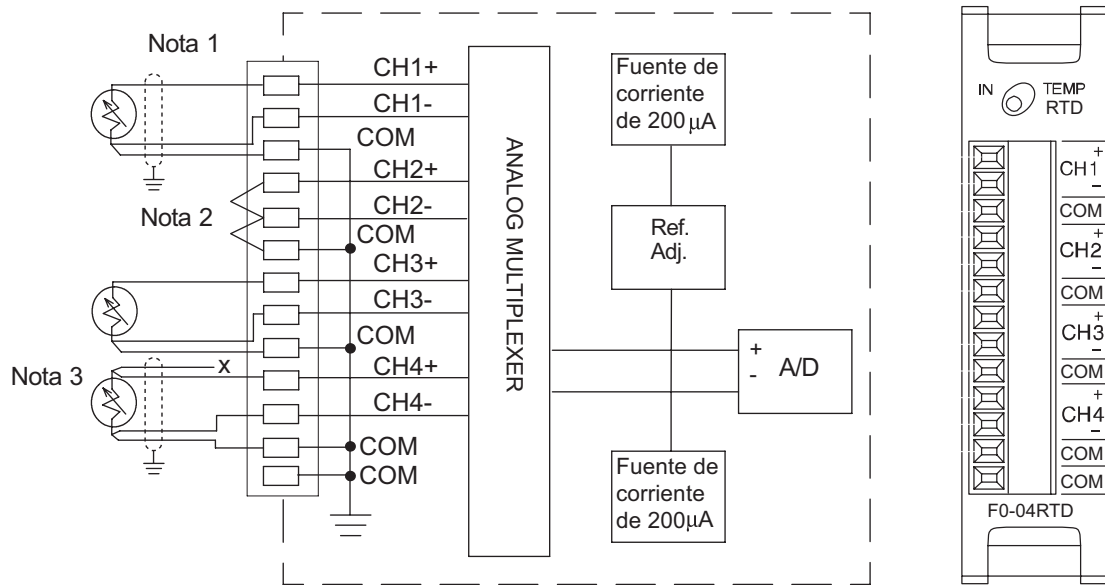 Nota 1
CH1+
CH1-
COM
CH2+
Nota 2
CH2-
COM
CH3+
CH3-
COM
Nota 3
x
CH4+
CH4-
COM
COM
ANALOG MULTIPLEXER
Fuente de
corriente
de 200μA
Ref.
Adj.
+
-
A/D
Fuente de
corriente
de 200μA
IN
TEMP
RTD
+
CH1
-
COM
+
CH2
-
COM
+
CH3
-
COM
+
CH4
-
COM
COM
F0-04RTD